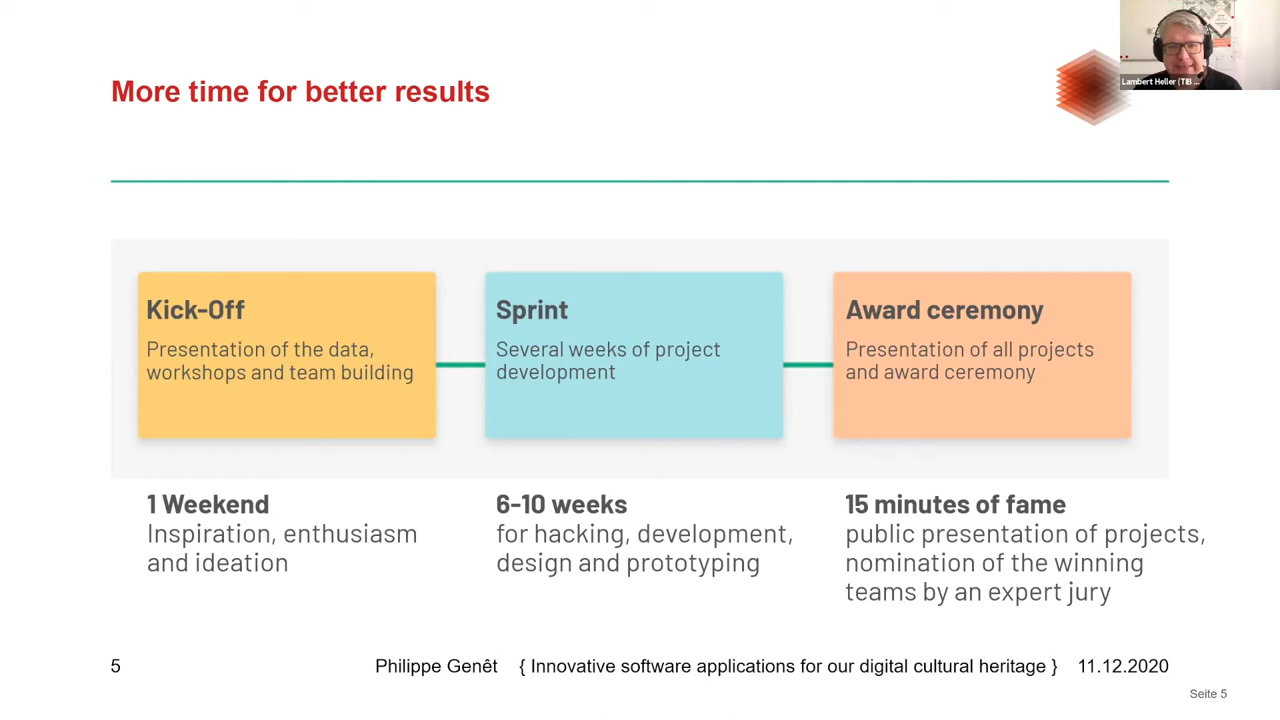 More time for better results
Lambert Heller (TIB ...
Kick-Off
Presentation of the data,
workshops and team building
Sprint
Several weeks of project
development
Award ceremony
Presentation of all projects
and award ceremony
1 Weekend
Inspiration, enthusiasm
and ideation
6-10 weeks
for hacking, development,
design and prototyping
15 minutes of fame
public presentation of projects,
nomination of the winning
teams by an expert jury
5 Philippe Genêt { Innovative software applications for our digital cultural heritage } 11.12.2020
Seite 5